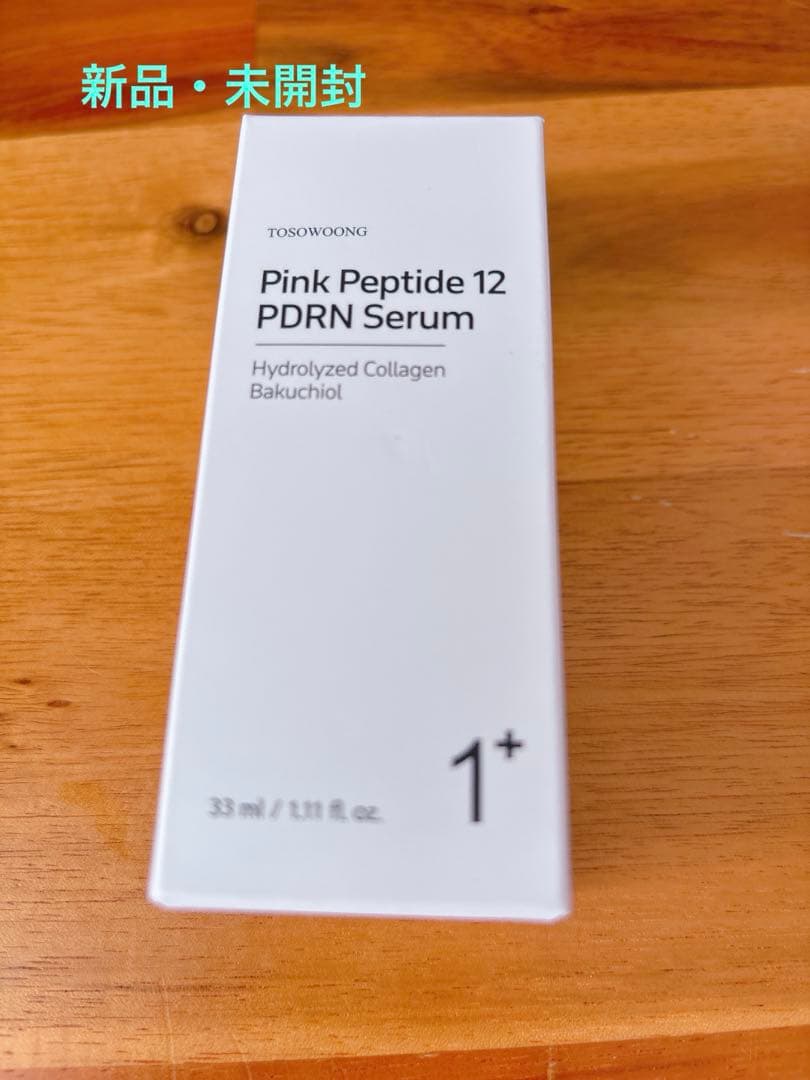 新品・未開封
TOSOWOONG
Pink Peptide 12
PDRN Serum
Hydrolyzed Collagen
Bakuchiol
1+
33 ml / 1.11 fl. oz.